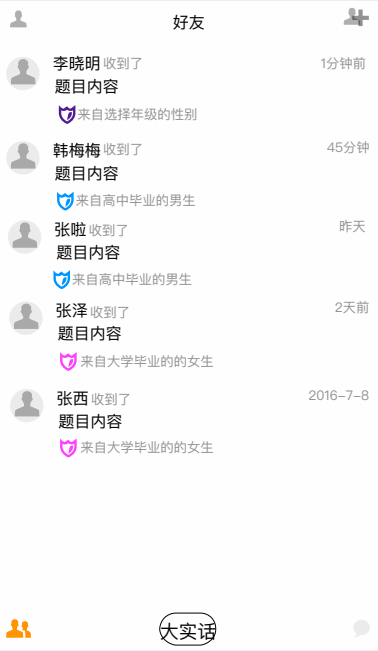 好友
李晓明 收到了 1分钟前
题目内容
来自选择年级的性别
韩梅梅 收到了 45分钟
题目内容
来自高中毕业的男生
张啦 收到了 昨天
题目内容
来自高中毕业的男生
张泽 收到了 2天前
题目内容
来自大学毕业的的女生
张西 收到了 2016-7-8
题目内容
来自大学毕业的的女生
大实话